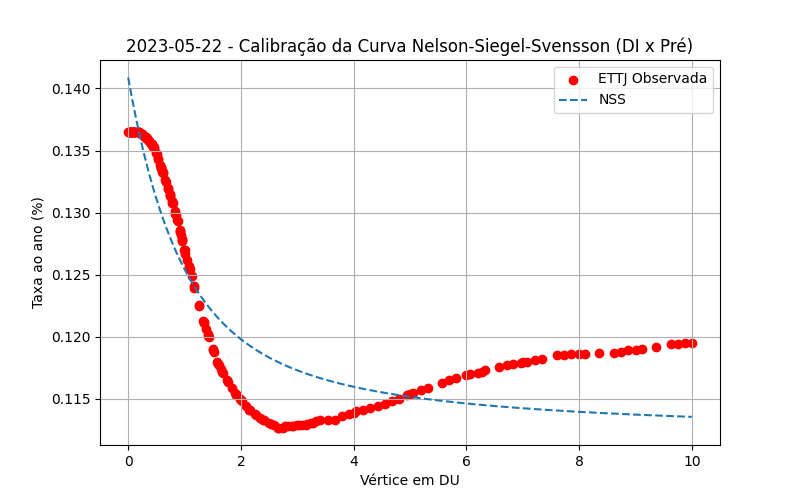 2023-05-22 - Calibração da Curva Nelson-Siegel-Svensson (DI x Pré)
ETTJ Observada
NSS
Taxa ao ano (%)
0.140
0.135
0.130
0.125
0.120
0.115
0 2 4 6 8 10
Vértice em DU